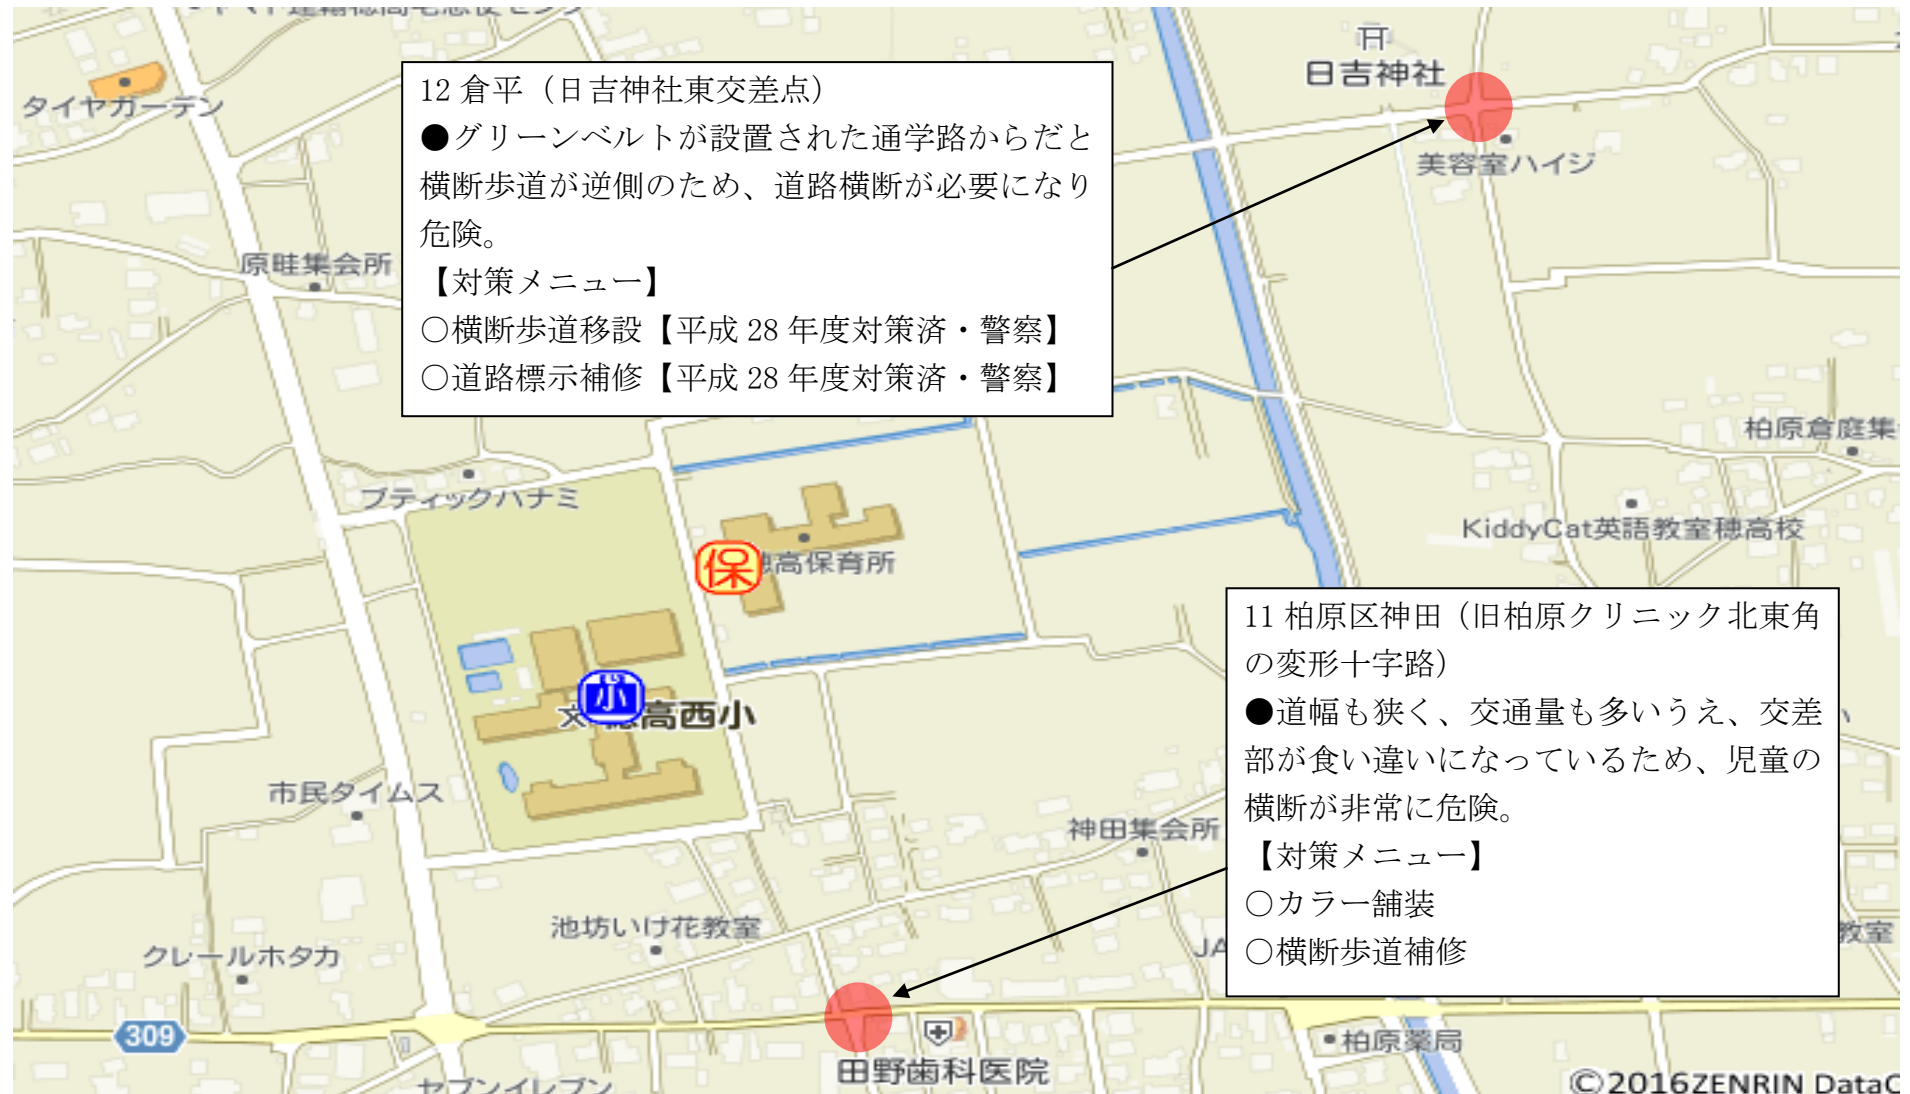 日吉神社
タイヤガーデン
12 倉平（日吉神社東交差点）
●グリーンベルトが設置された通学路からだと
横断歩道が逆側のため、道路横断が必要になり
危険。
【対策メニュー】
○横断歩道移設【平成 28 年度対策済・警察】
○道路標示補修【平成 28 年度対策済・警察】
美容室ハイジ
原畦集会所
柏原倉庭集
ブティックハナミ
KiddyCat英語教室穂高校
保
高保育所
11 柏原区神田（旧柏原クリニック北東角
の変形十字路）
●道幅も狭く、交通量も多いうえ、交差
部が食い違いになっているため、児童の
横断が非常に危険。
【対策メニュー】
○カラー舗装
○横断歩道補修
小
文
穂高西小
市民タイムス
神田集会所
池坊いけ花教室
クレールホタカ
JA
教室
309
田野歯科医院
柏原薬局
セブンイレブン
©2016ZENRIN DataC